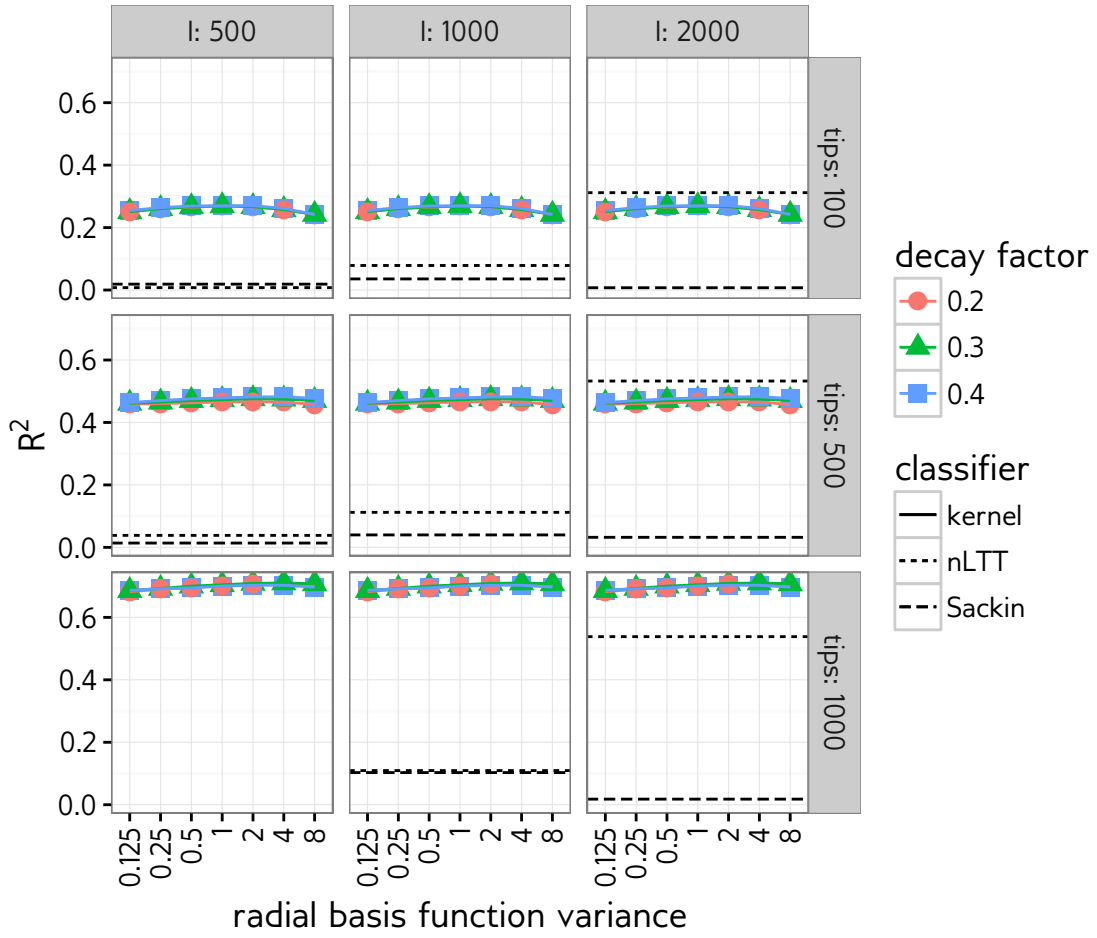 I: 500
I: 1000
I: 2000
0.6
0.4
0.2
0.0
tips: 100
0.6
0.4
0.2
0.0
tips: 500
0.6
0.4
0.2
0.0
tips: 1000
R²
0.125
0.25
0.5
1
2
4
8
0.125
0.25
0.5
1
2
4
8
0.125
0.25
0.5
1
2
4
8
radial basis function variance
decay factor
0.2
0.3
0.4
classifier
kernel
nLTT
Sackin